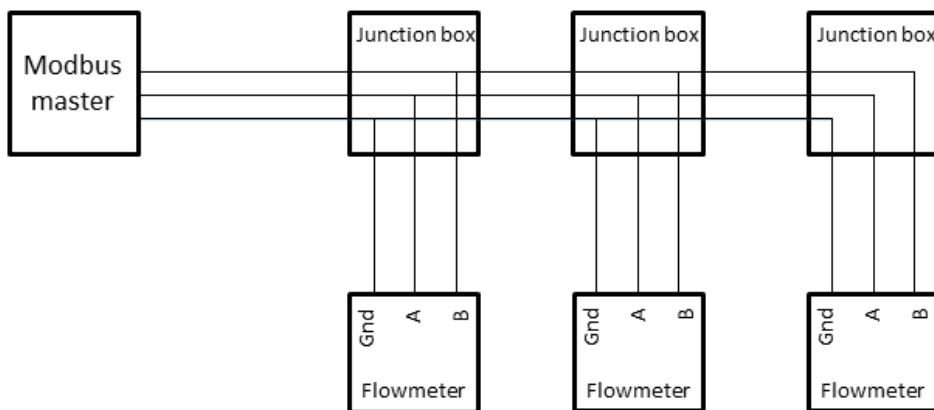 Modbus
master
Junction box
Junction box
Junction box
Gnd
A
B
Flowmeter
Gnd
A
B
Flowmeter
Gnd
A
B
Flowmeter